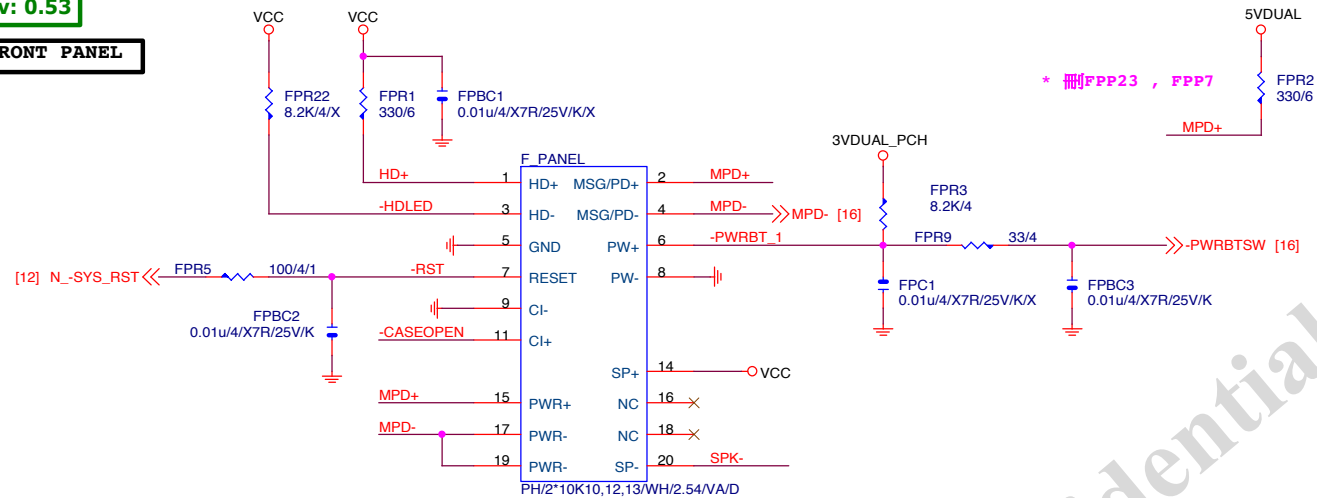 v: 0.53
RONT PANEL
VCC
VCC
5VDUAL
FPR22
8.2K/4/X
FPR1
330/6
FPBC1
0.01u/4/X7R/25V/K/X
* 刪FPP23 , FPP7
FPR2
330/6
MPD+
3VDUAL_PCH
F_PANEL
HD+
1
HD+
MSG/PD+
2
MPD+
FPR3
8.2K/4
-HDLED
3
HD-
MSG/PD-
4
MPD-
MPD- [16]
5
GND
PW+
6
-PWRBT_1
FPR9
33/4
-PWRBTSW [16]
[12] N_-SYS_RST
FPR5
100/4/1
-RST
7
RESET
PW-
8
FPC1
0.01u/4/X7R/25V/K/X
FPBC3
0.01u/4/X7R/25V/K
9
CI-
FPBC2
0.01u/4/X7R/25V/K
-CASEOPEN
11
CI+
SP+
14
VCC
MPD+
15
PWR+
NC
16
MPD-
17
PWR-
NC
18
19
PWR-
SP-
20
SPK-
PH/2*10K10,12,13/WH/2.54/VA/D
fidential